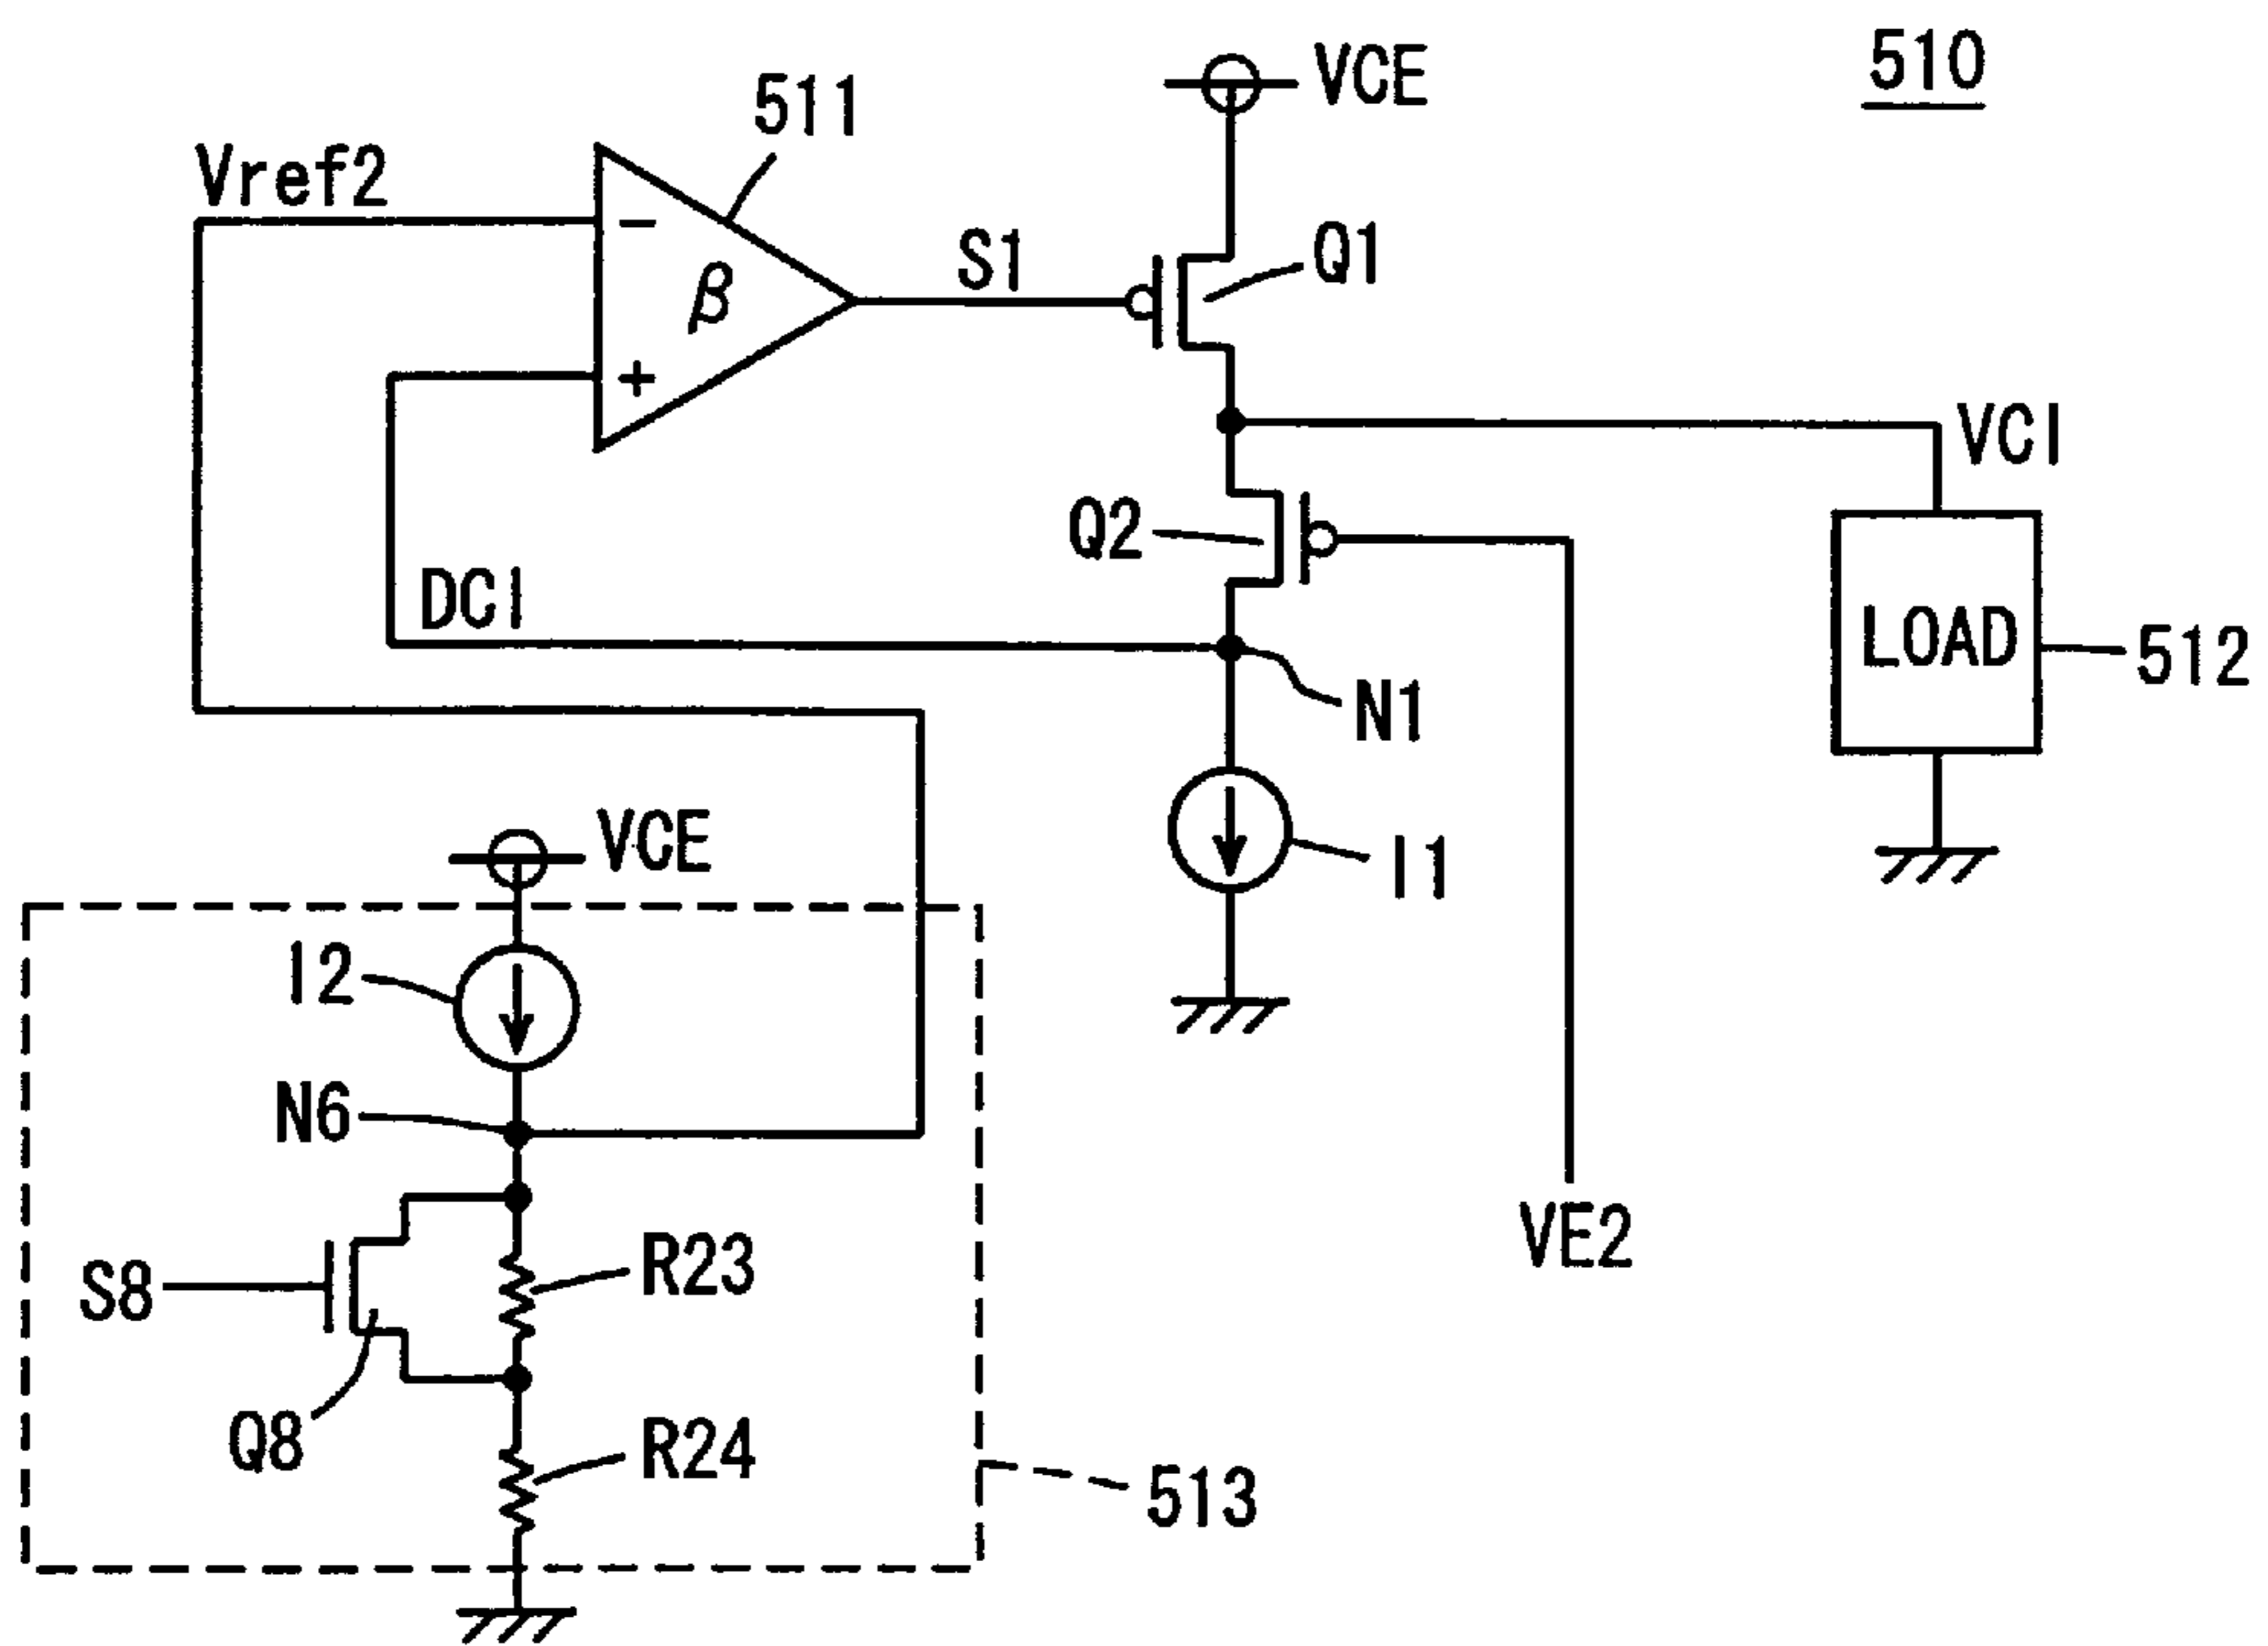 510
VCE
511
Vref2
-
β
+
S1
Q1
VCI
Q2
DCI
LOAD
512
N1
I1
VCE
I2
N6
VE2
S8
R23
Q8
R24
513